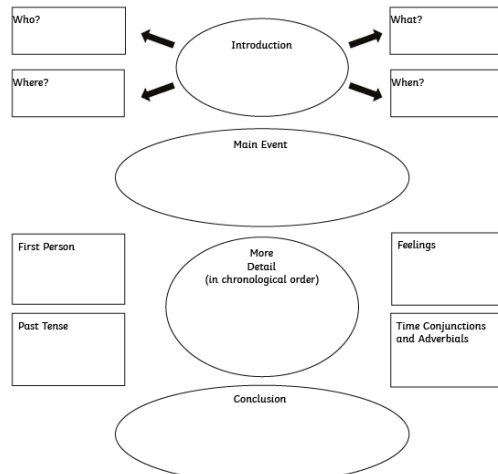 Who?
Introduction
What?
Where?
When?
Main Event
First Person
More
Detail
(in chronological order)
Feelings
Past Tense
Time Conjunctions
and Adverbials
Conclusion